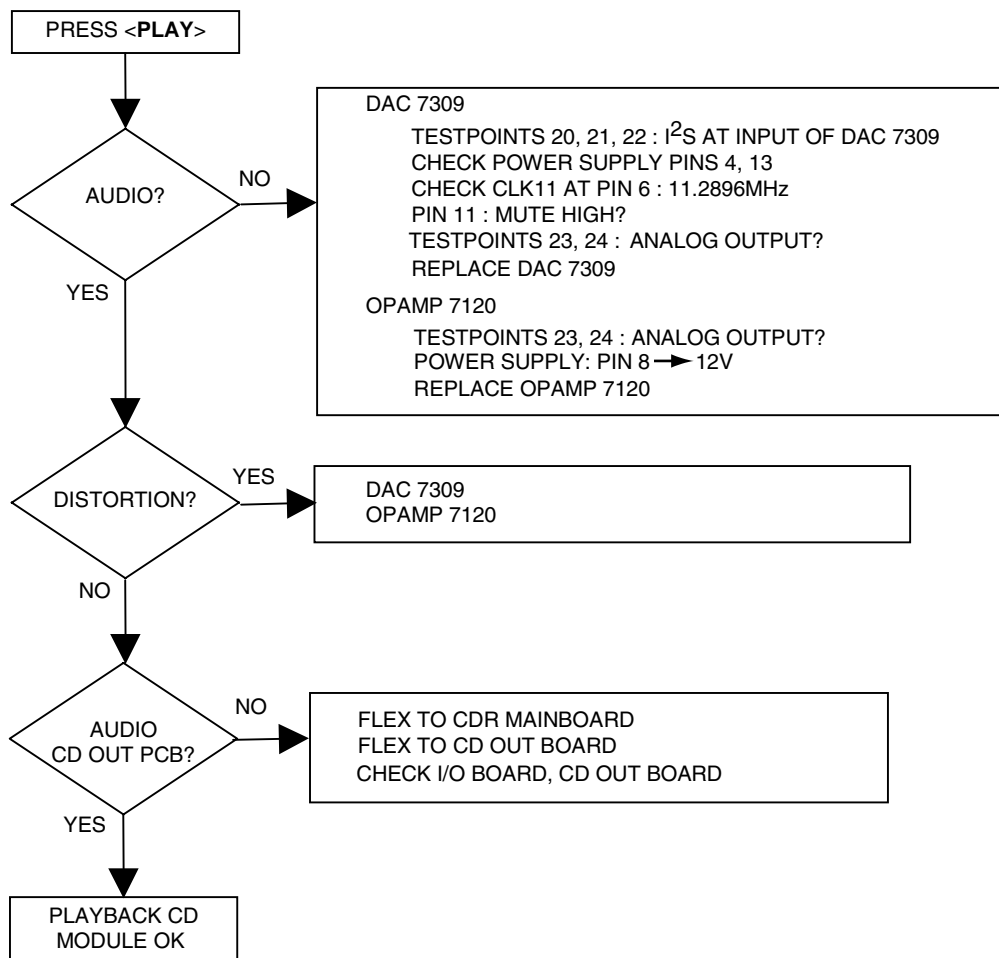 PRESS <PLAY>
AUDIO?
NO
DAC 7309
TESTPOINTS 20, 21, 22 : I²S AT INPUT OF DAC 7309
CHECK POWER SUPPLY PINS 4, 13
CHECK CLK11 AT PIN 6 : 11.2896MHz
PIN 11 : MUTE HIGH?
TESTPOINTS 23, 24 : ANALOG OUTPUT?
REPLACE DAC 7309
OPAMP 7120
TESTPOINTS 23, 24 : ANALOG OUTPUT?
POWER SUPPLY: PIN 8 → 12V
REPLACE OPAMP 7120
YES
DISTORTION?
YES
DAC 7309
OPAMP 7120
NO
AUDIO
CD OUT PCB?
NO
FLEX TO CDR MAINBOARD
FLEX TO CD OUT BOARD
CHECK I/O BOARD, CD OUT BOARD
YES
PLAYBACK CD
MODULE OK